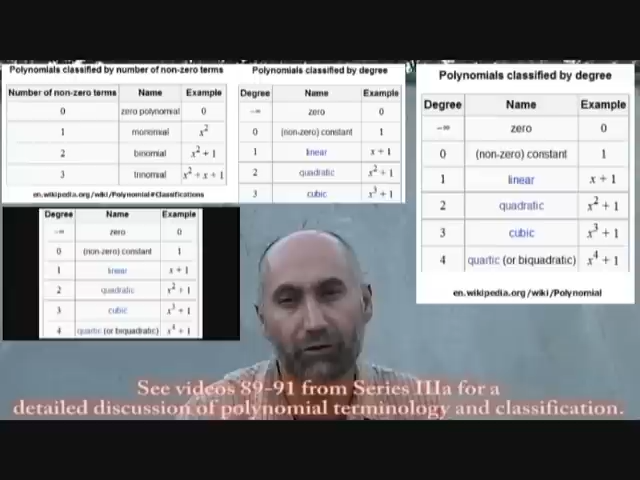 Polynomials classified by number of non-zero terms
Number of non-zero terms Name Example
0 zero polynomial 0
1 monomial x²
2 binomial x² + 1
3 trinomial x² + x + 1
en.wikipedia.org/wiki/Polynomial#Classifications
Polynomials classified by degree
Degree Name Example
−∞ zero 0
0 (non-zero) constant 1
1 linear x + 1
2 quadratic x² + 1
3 cubic x³ + 1
Polynomials classified by degree
Degree Name Example
−∞ zero 0
0 (non-zero) constant 1
1 linear x + 1
2 quadratic x² + 1
3 cubic x³ + 1
4 quartic (or biquadratic) x⁴ + 1
en.wikipedia.org/wiki/Polynomial
Degree Name Example
−∞ zero 0
0 (non-zero) constant 1
1 linear x + 1
2 quadratic x² + 1
3 cubic x³ + 1
4 quartic (or biquadratic) x⁴ + 1
See videos 89-91 from Series IIIa for a
detailed discussion of polynomial terminology and classification.